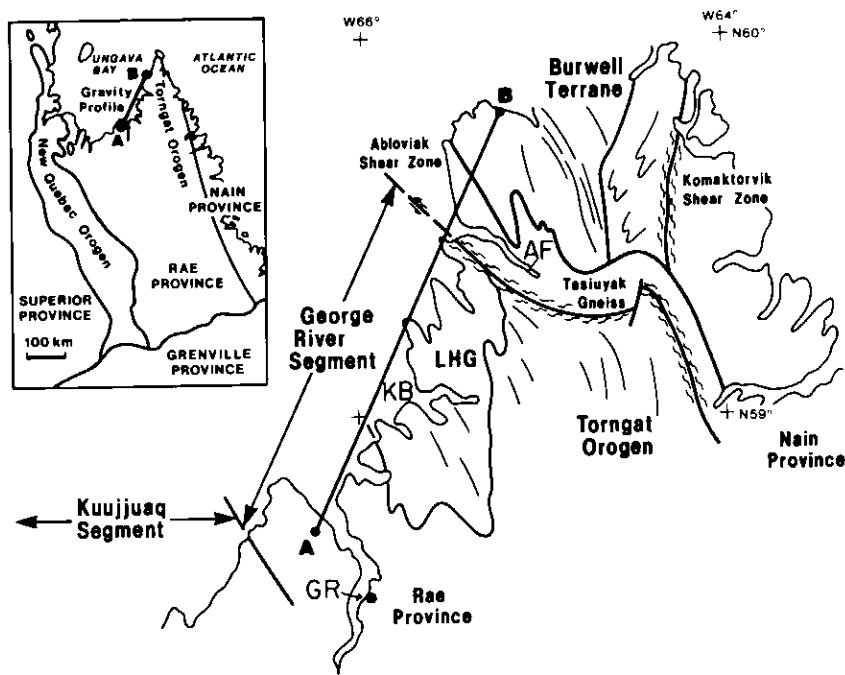 UNGAVA
BAY
ATLANTIC
OCEAN
B
Gravity
Profile
A
Torngat Orogen
New Quebec Orogen
NAIN
PROVINCE
RAE
PROVINCE
SUPERIOR
PROVINCE
100 km
GRENVILLE
PROVINCE
W66°
W64°
N60°
Burwell
Terrane
B
Abloviak
Shear Zone
Komaktorvik
Shear Zone
AF
Tasiuyak
Gneiss
George
River
Segment
LHG
KB
N59°
Torngat
Orogen
Nain
Province
Kuujjuaq
Segment
A
GR
Rae
Province